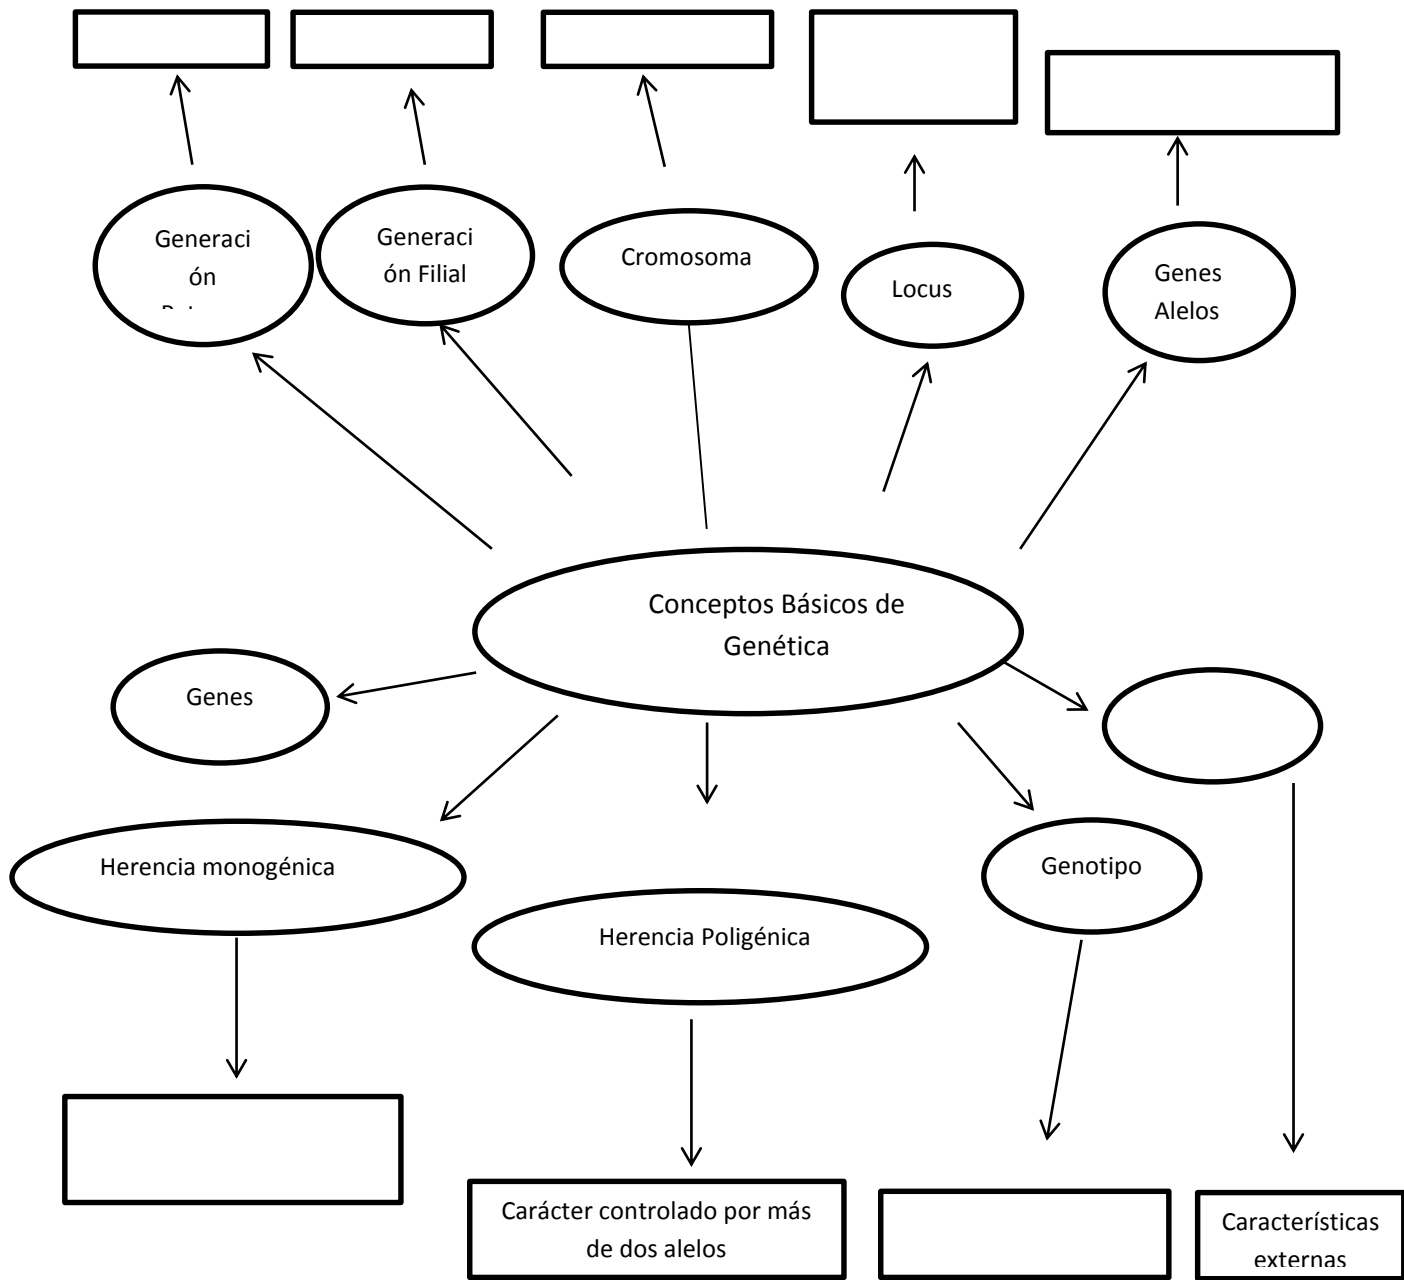 Generaci
ón
Generaci
ón Filial
Cromosoma
Locus
Genes
Alelos
Conceptos Básicos de
Genética
Genes
Herencia monogénica
Herencia Poligénica
Genotipo
Carácter controlado por más
de dos alelos
Características
externas